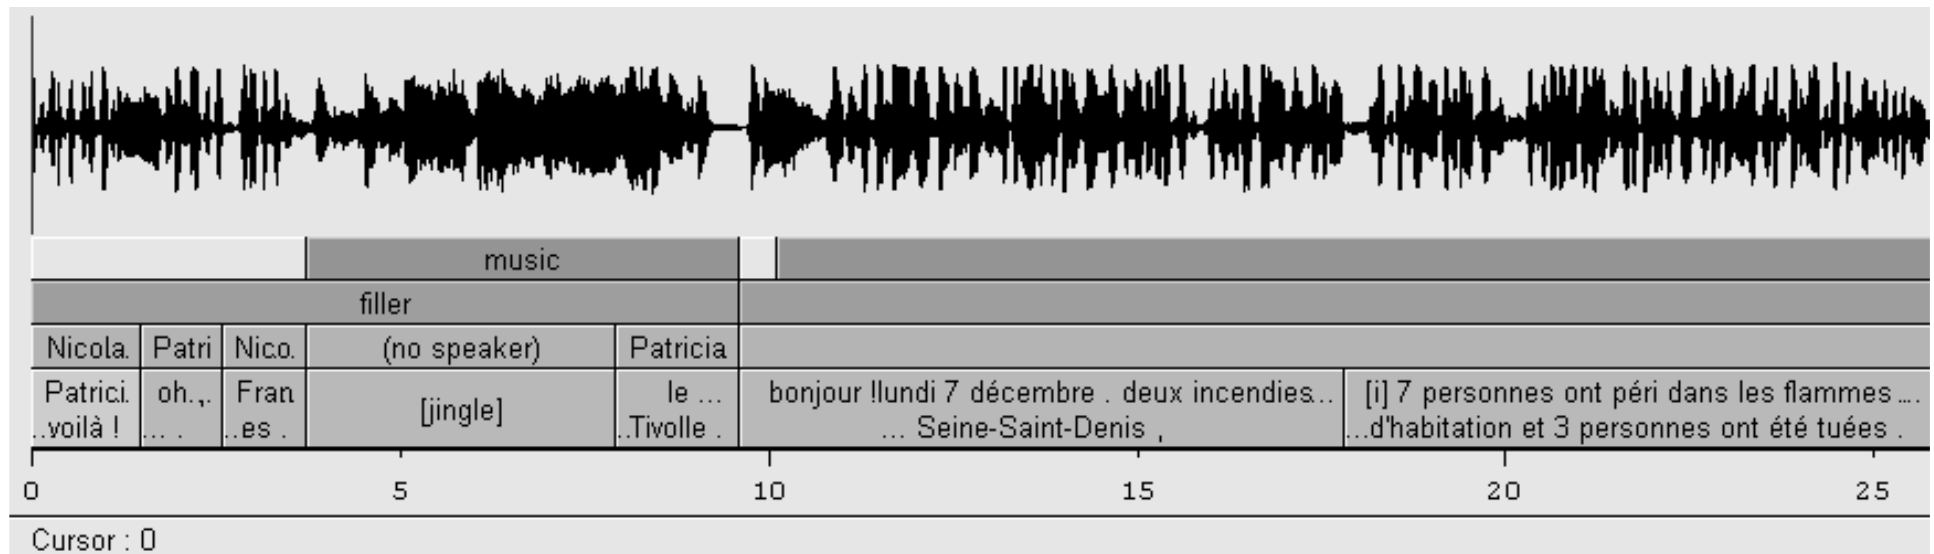 music
filler
Nicola. Patri Nico. (no speaker) Patricia
Patrici. oh.,. Fran [jingle] le ... bonjour !lundi 7 décembre . deux incendies... [i] 7 personnes ont péri dans les flammes ....
..voilà ! ... . ..es . ..Tivolle . ... Seine-Saint-Denis , ...d'habitation et 3 personnes ont été tuées .
0 5 10 15 20 25
Cursor : 0